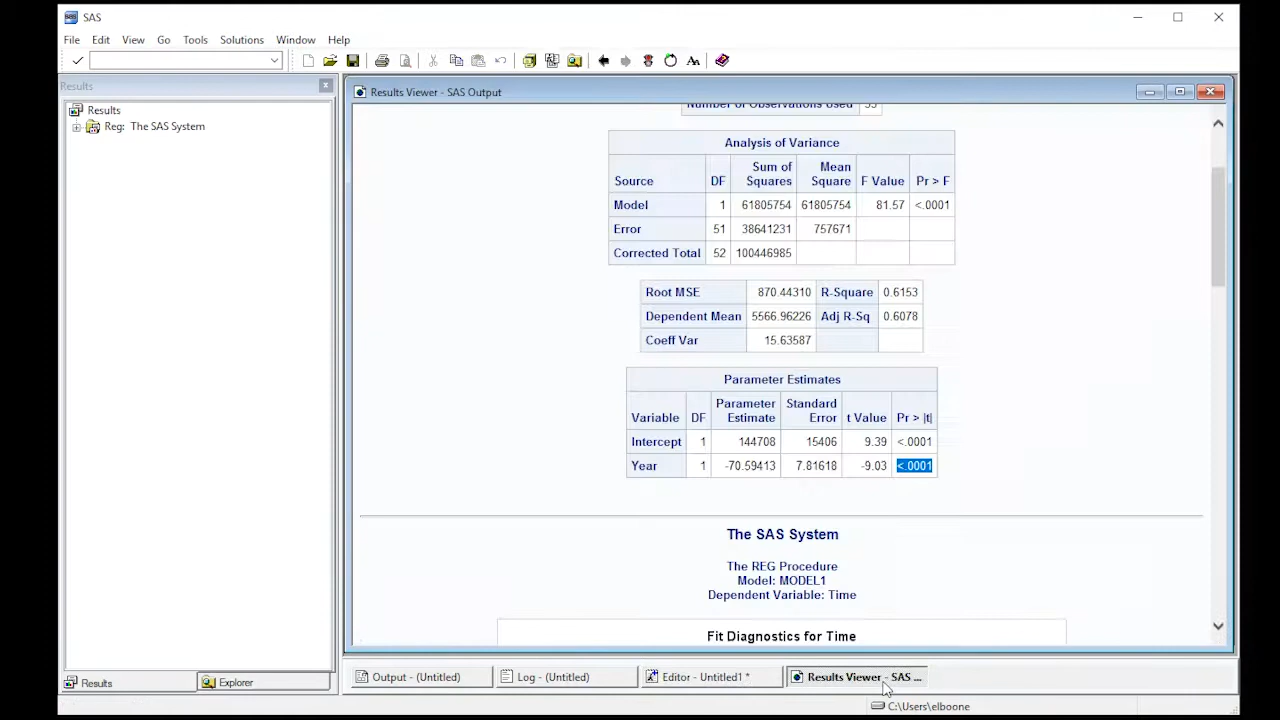 SAS
File Edit View Go Tools Solutions Window Help
Results
Results
Reg: The SAS System
Results Viewer - SAS Output
Number of Observations Used 53
Analysis of Variance
Source DF Sum of Squares Mean Square F Value Pr > F
Model 1 61805754 61805754 81.57 <.0001
Error 51 38641231 757671
Corrected Total 52 100446985
Root MSE 870.44310 R-Square 0.6153
Dependent Mean 5566.96226 Adj R-Sq 0.6078
Coeff Var 15.63587
Parameter Estimates
Variable DF Parameter Estimate Standard Error t Value Pr > |t|
Intercept 1 144708 15406 9.39 <.0001
Year 1 -70.59413 7.81618 -9.03 <.0001
The SAS System
The REG Procedure
Model: MODEL1
Dependent Variable: Time
Fit Diagnostics for Time
Results Explorer
Output - (Untitled) Log - (Untitled) Editor - Untitled1 * Results Viewer - SAS ...
C:\Users\elboone